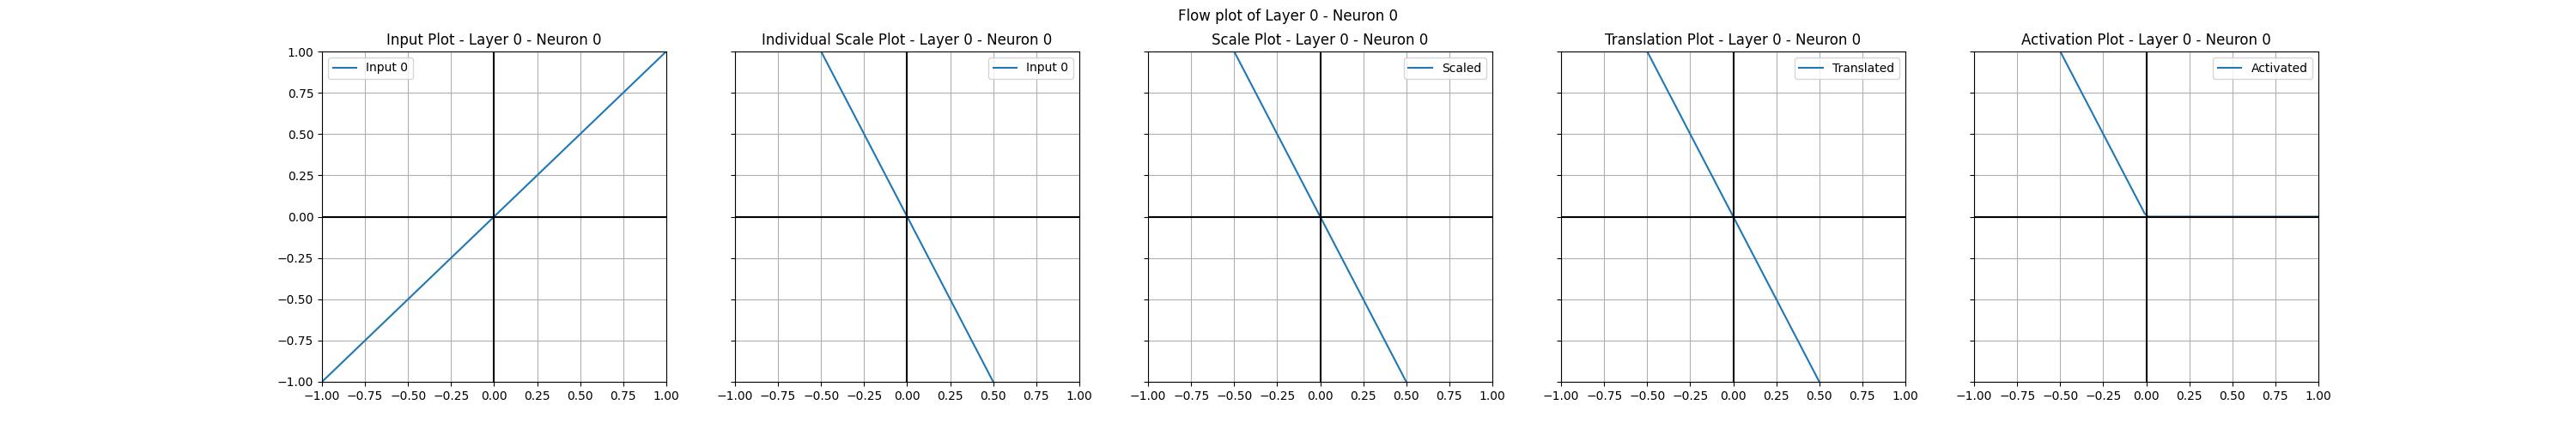 Flow plot of Layer 0 - Neuron 0
Input Plot - Layer 0 - Neuron 0
Input 0
1.00
0.75
0.50
0.25
0.00
−0.25
−0.50
−0.75
−1.00
−1.00 −0.75 −0.50 −0.25 0.00 0.25 0.50 0.75 1.00
Individual Scale Plot - Layer 0 - Neuron 0
Input 0
−1.00 −0.75 −0.50 −0.25 0.00 0.25 0.50 0.75 1.00
Scale Plot - Layer 0 - Neuron 0
Scaled
−1.00 −0.75 −0.50 −0.25 0.00 0.25 0.50 0.75 1.00
Translation Plot - Layer 0 - Neuron 0
Translated
−1.00 −0.75 −0.50 −0.25 0.00 0.25 0.50 0.75 1.00
Activation Plot - Layer 0 - Neuron 0
Activated
−1.00 −0.75 −0.50 −0.25 0.00 0.25 0.50 0.75 1.00